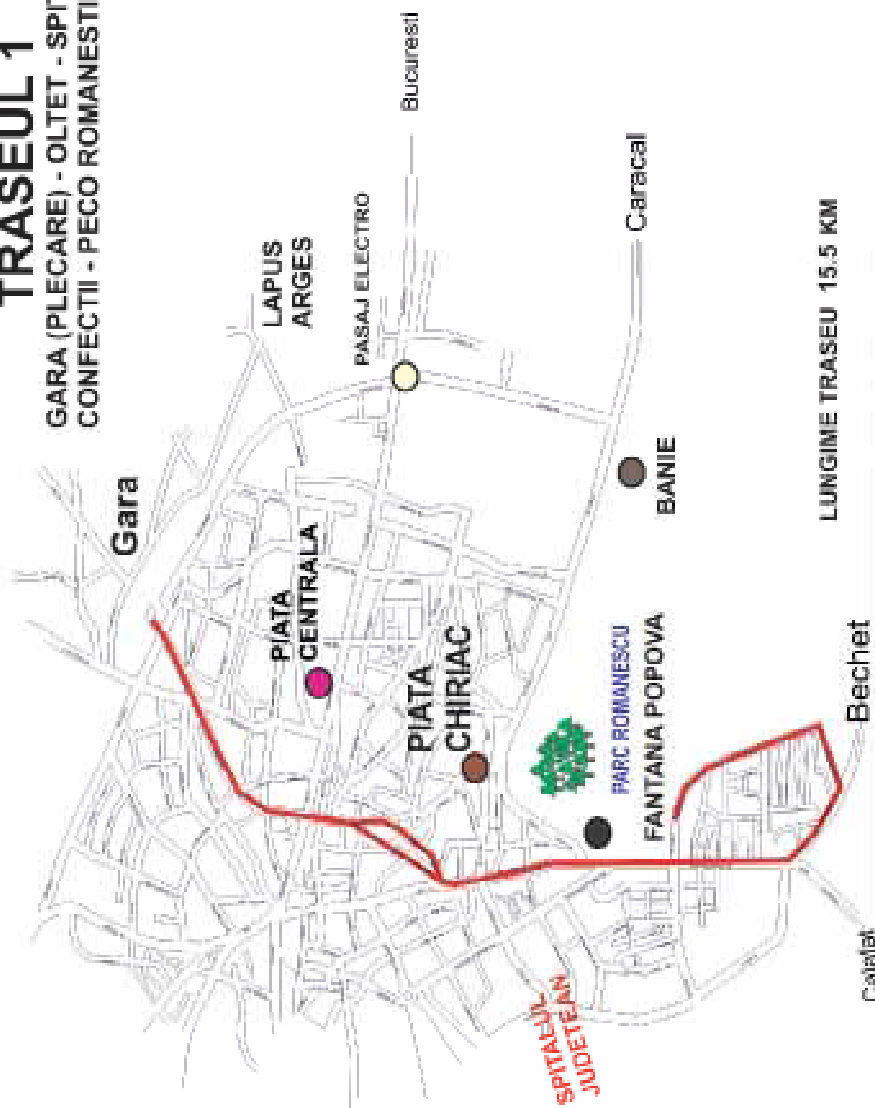 TRASEUL 1
GARA (PLECARE) - OLTET - SPIT
CONFECTII - PECO ROMANESTI
Bucuresti
LAPUS
ARGES
PASAJ ELECTRO
Caracal
Gara
BANIE
LUNGIME TRASEU 15.5 KM
PIATA
CENTRALA
PIATA
CHIRIAC
PARC ROMANESCU
FANTANA POPOVA
Bechet
SPITALUL
JUDETEAN
Calafat